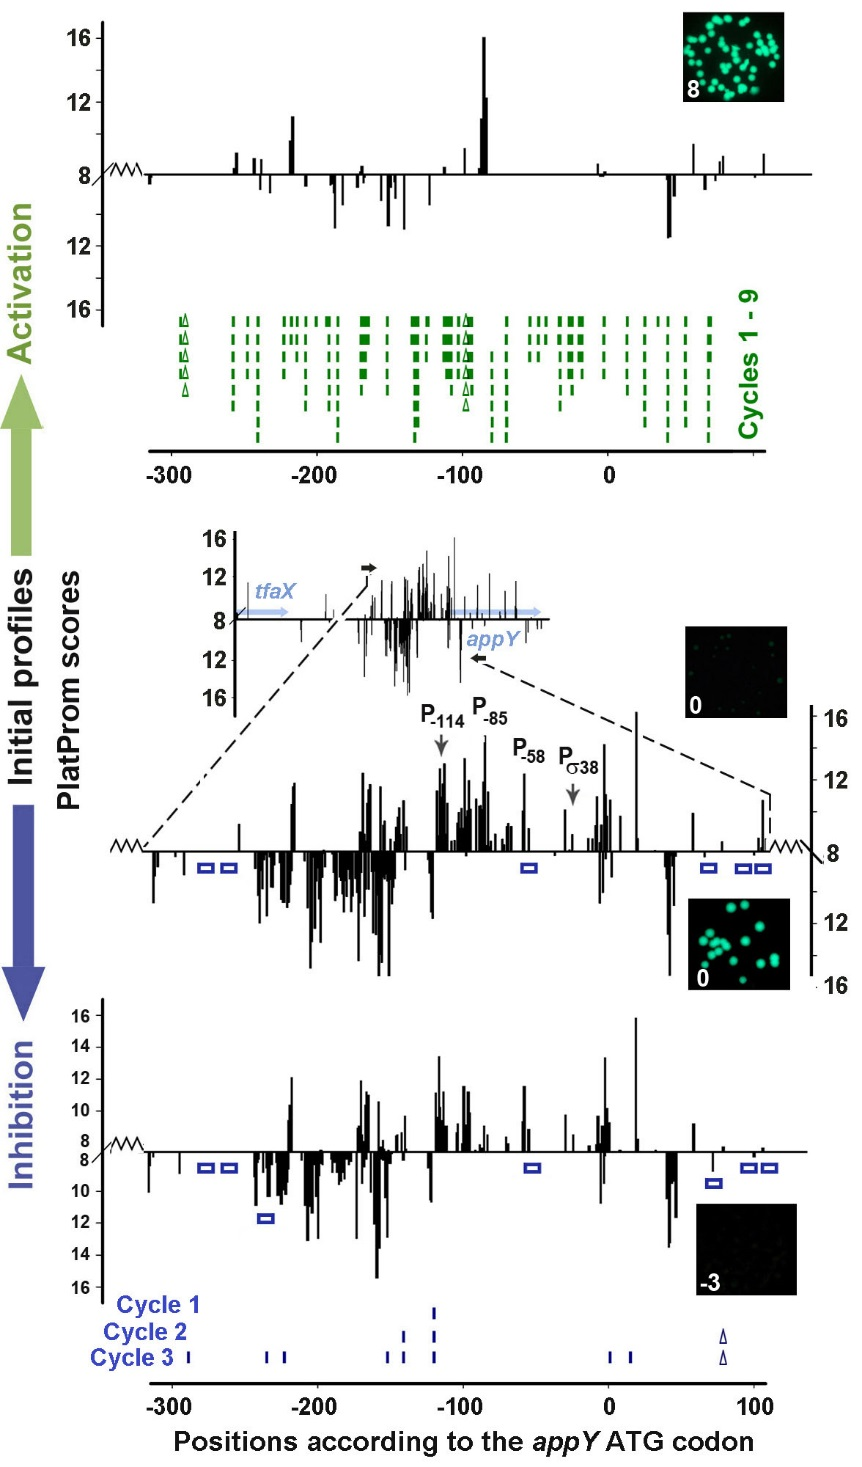 16
12
8
12
16
8
Activation
Cycles 1 - 9
-300 -200 -100 0
Initial profiles
PlatProm scores
16
12
8
12
16
tfaX
appY
0
P-114 P-85
P-58
Pσ38
16
12
8
12
16
0
Inhibition
16
14
12
10
8
8
10
12
14
16
-3
Cycle 1
Cycle 2
Cycle 3
-300 -200 -100 0 100
Positions according to the appY ATG codon